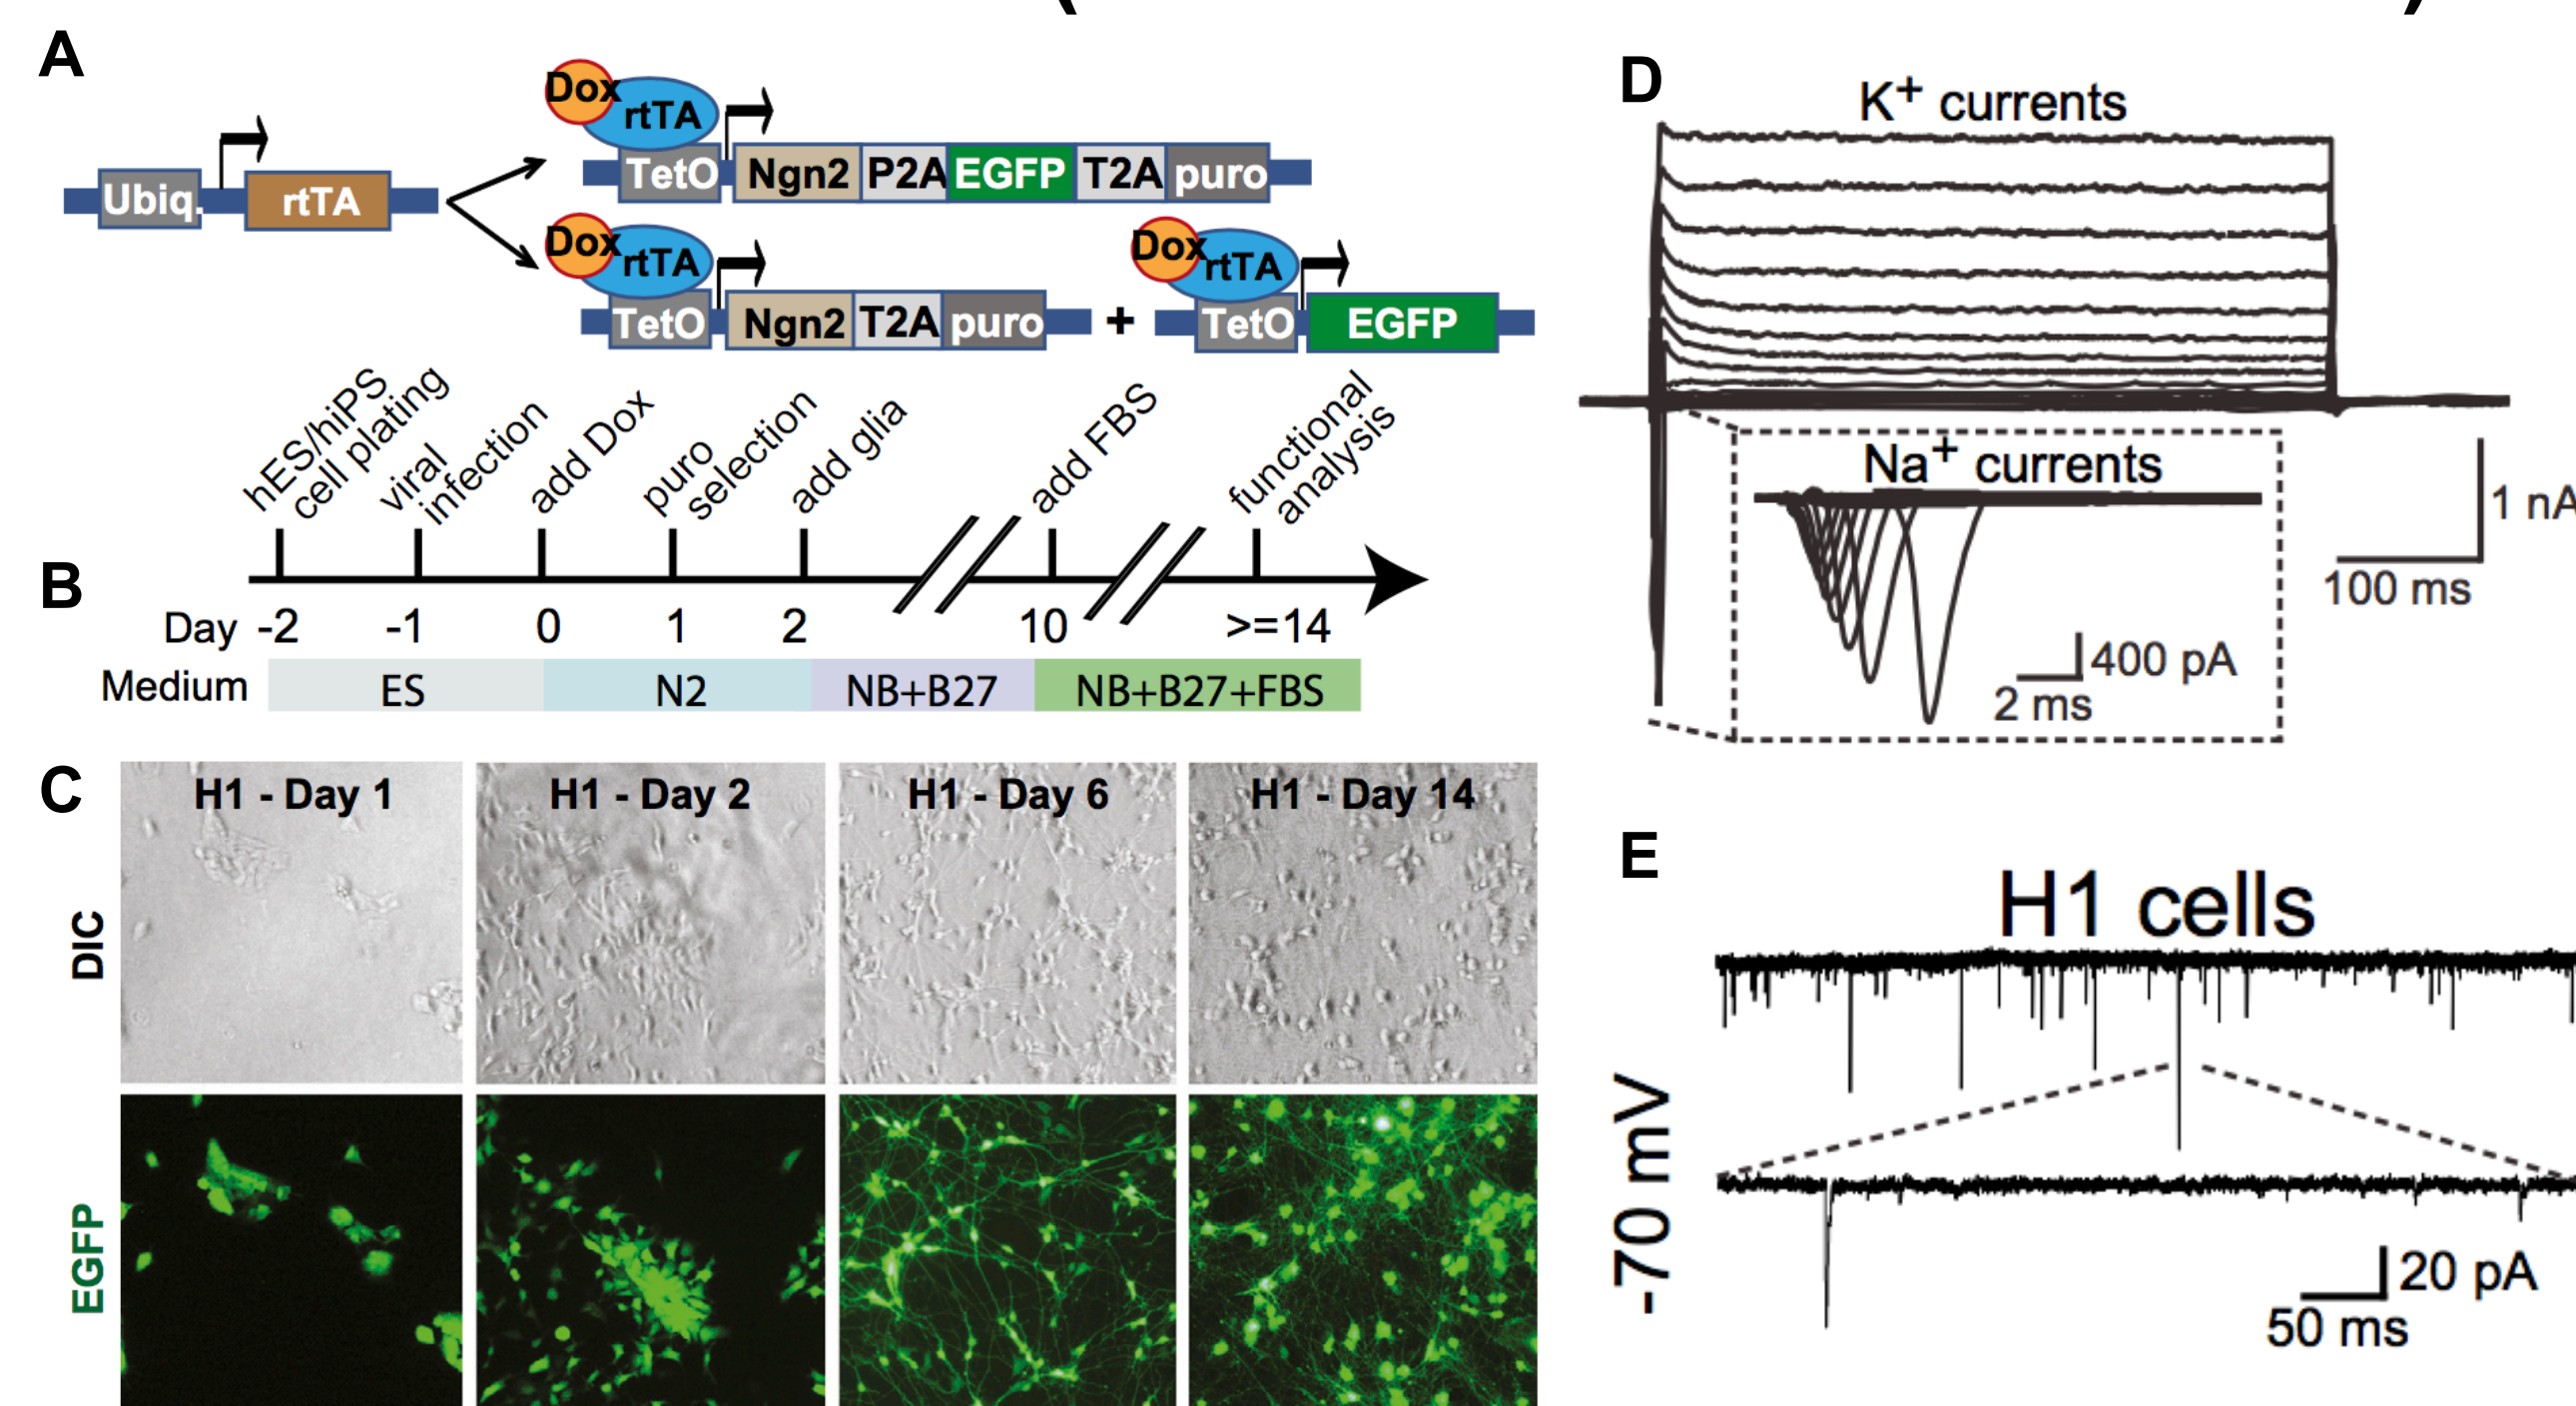 A
Dox
rtTA
TetO Ngn2 P2A EGFP T2A puro
Ubiq. rtTA
Dox
rtTA
TetO Ngn2 T2A puro
+
Dox
rtTA
TetO EGFP
B
hES/hiPS
cell plating
viral
infection
add Dox
puro
selection
add glia
add FBS
functional
analysis
Day -2 -1 0 1 2 10 >=14
Medium ES N2 NB+B27 NB+B27+FBS
C
H1 - Day 1 H1 - Day 2 H1 - Day 6 H1 - Day 14
DIC
EGFP
D
K+ currents
Na+ currents
400 pA
2 ms
1 nA
100 ms
E
H1 cells
-70 mV
20 pA
50 ms